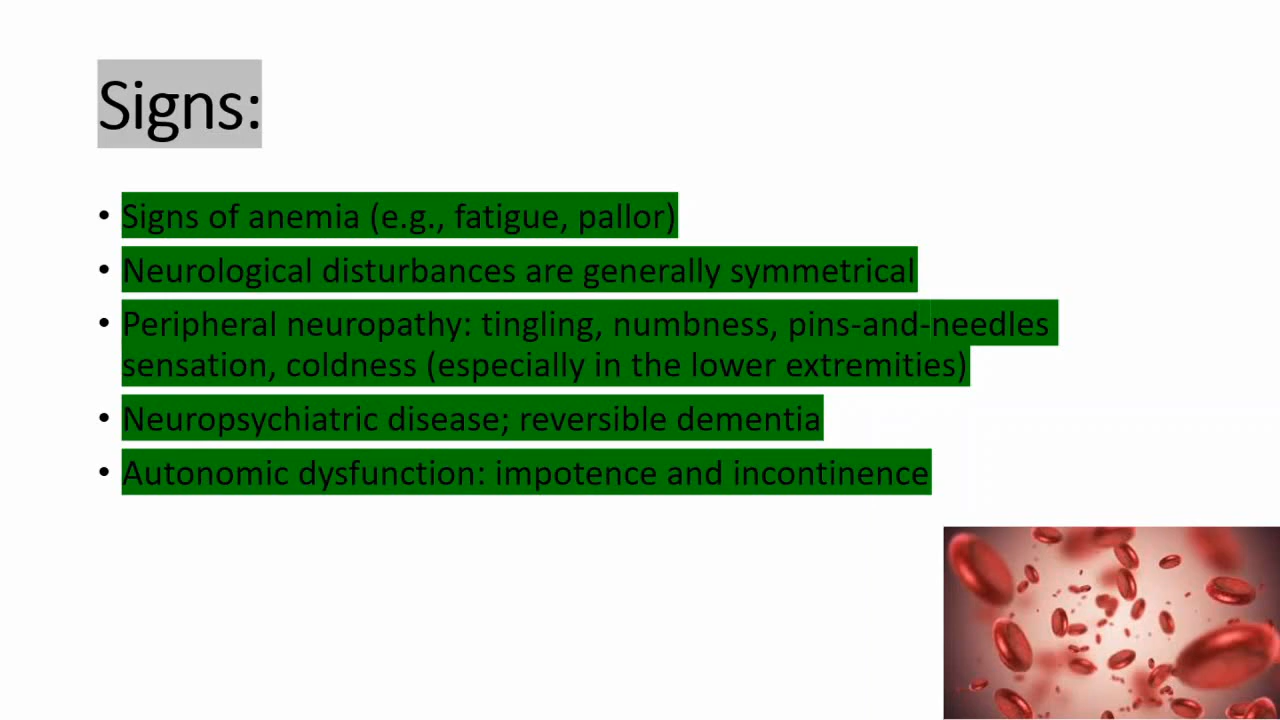 Signs:
• Signs of anemia (e.g., fatigue, pallor)
• Neurological disturbances are generally symmetrical
• Peripheral neuropathy: tingling, numbness, pins-and-needles
sensation, coldness (especially in the lower extremities)
• Neuropsychiatric disease; reversible dementia
• Autonomic dysfunction: impotence and incontinence